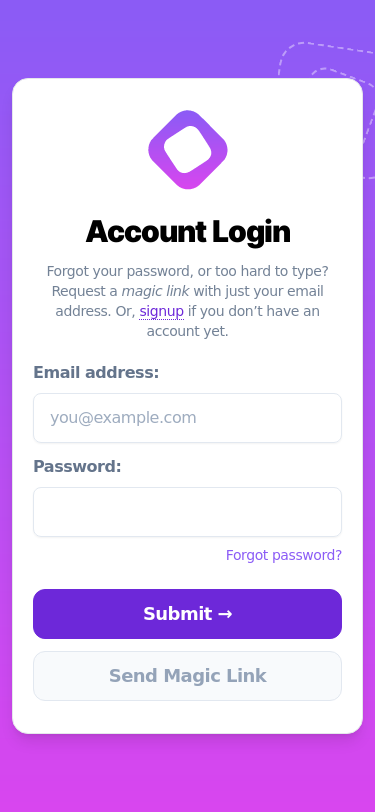 Account Login
Forgot your password, or too hard to type?
Request a magic link with just your email
address. Or, signup if you don’t have an
account yet.
Email address:
you@example.com
Password:
Forgot password?
Submit →
Send Magic Link